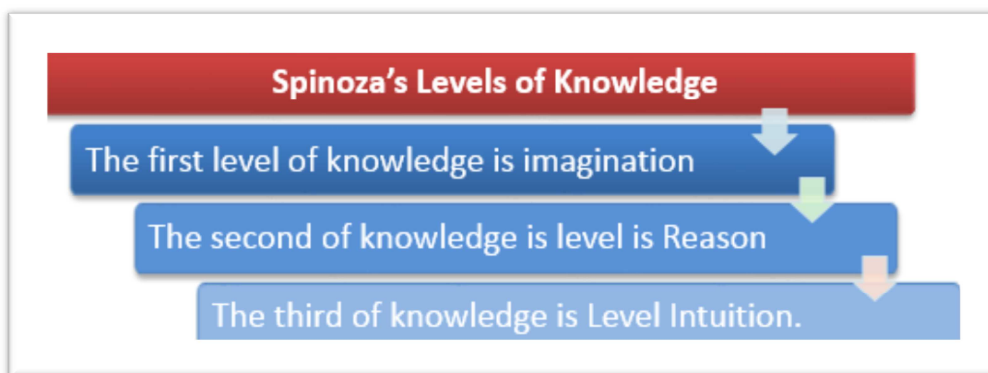 Spinoza’s Levels of Knowledge
The first level of knowledge is imagination
The second of knowledge is level is Reason
The third of knowledge is Level Intuition.